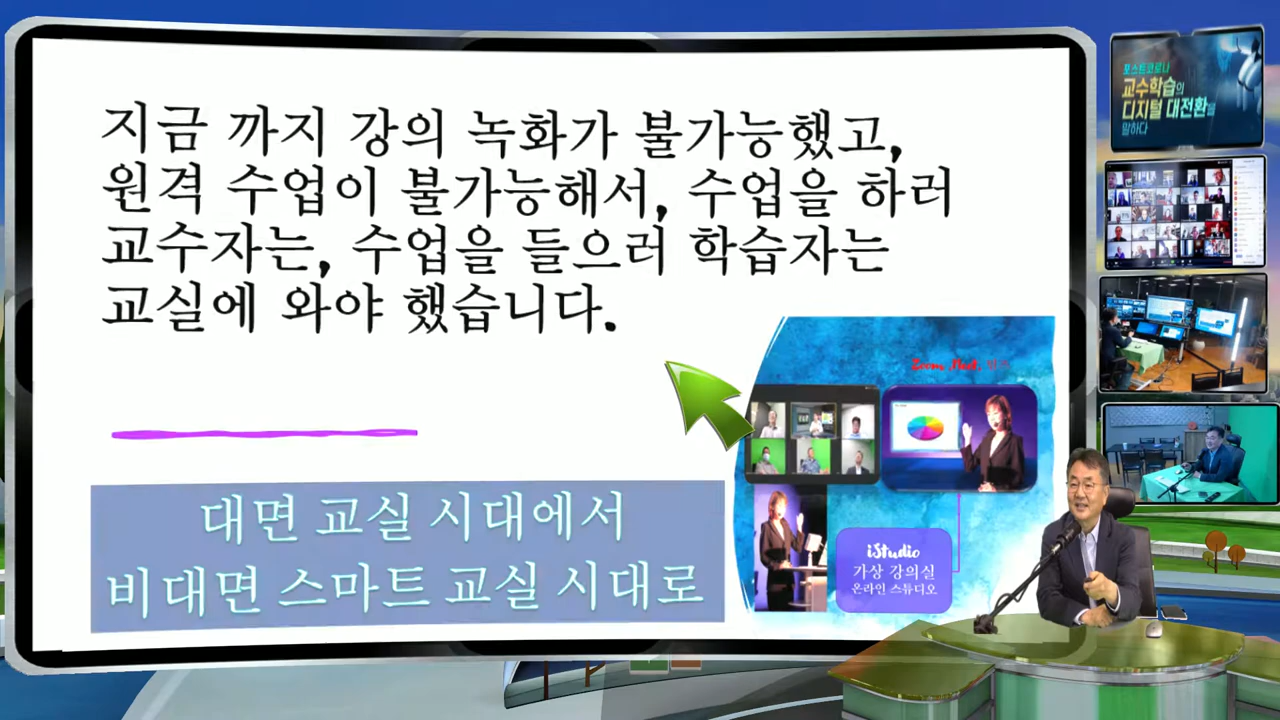 지금 까지 강의 녹화가 불가능했고,
원격 수업이 불가능해서, 수업을 하러
교수자는, 수업을 들으러 학습자는
교실에 와야 했습니다.
대면 교실 시대에서
비대면 스마트 교실 시대로
Zoom, Meet,
iStudio
가상 강의실
온라인 스튜디오
포스트코로나
교수학습의
디지털 대전환을
말하다